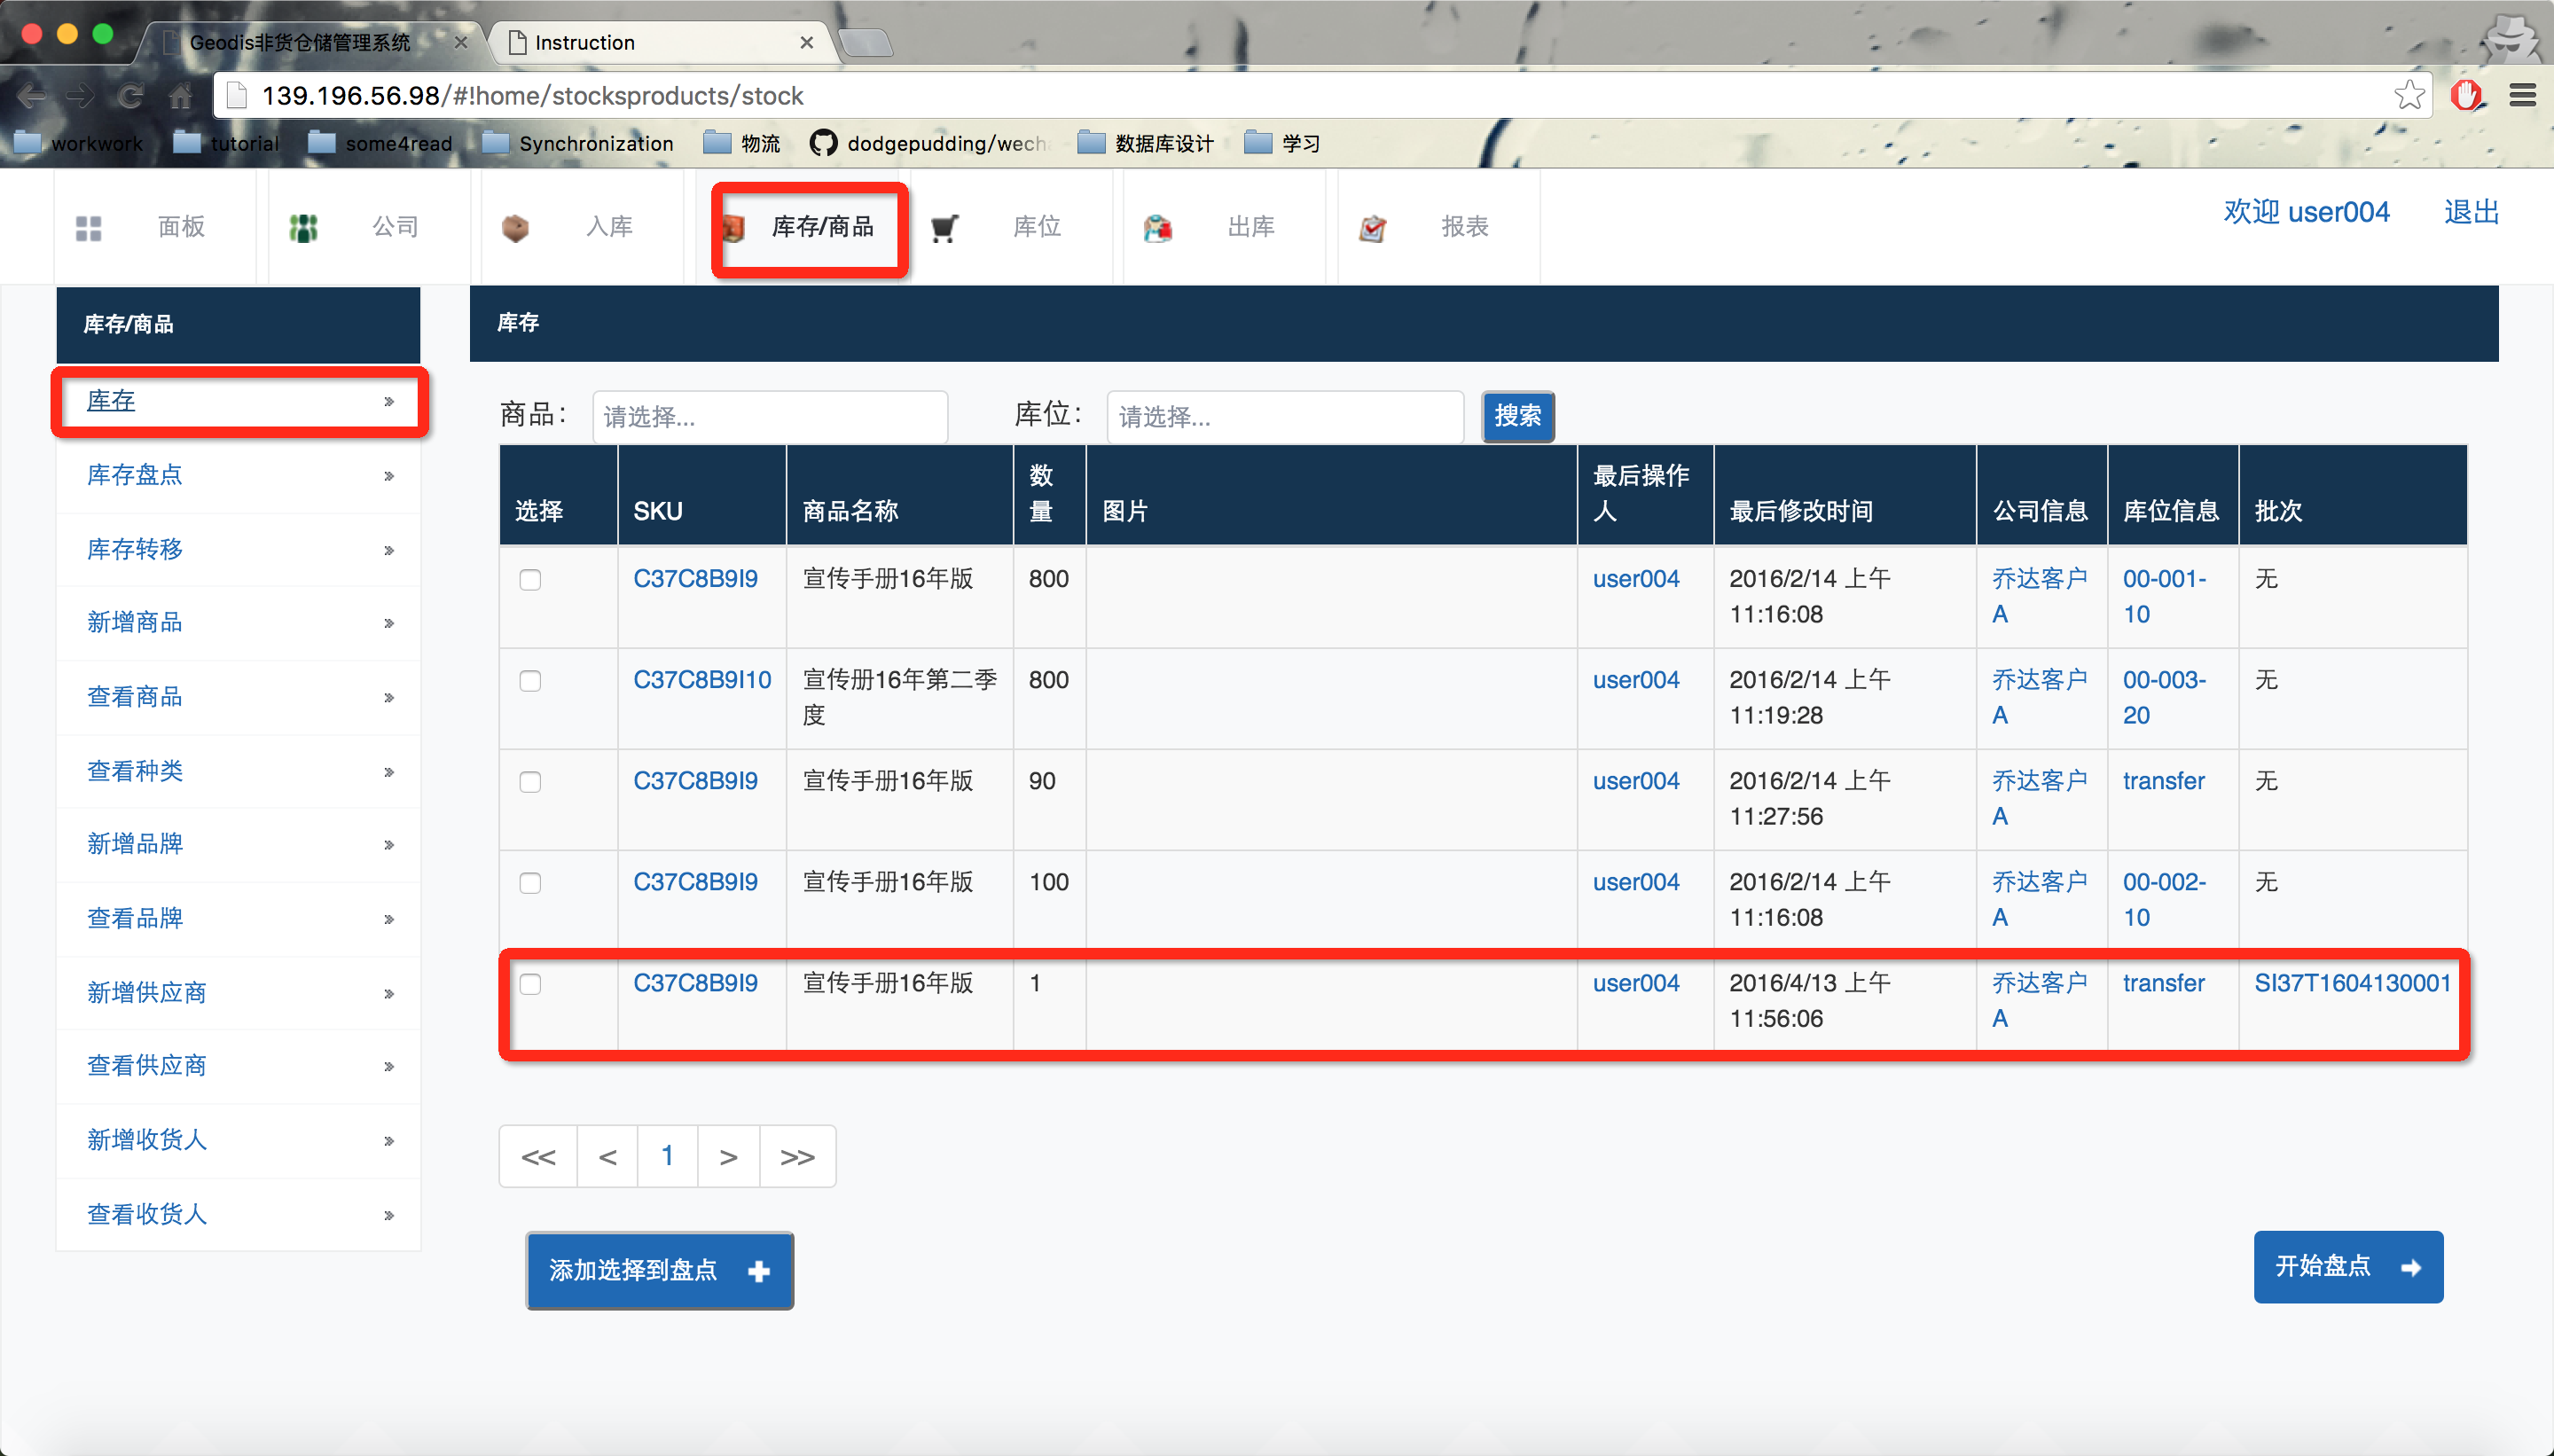 Geodis非货仓储管理系统
Instruction
139.196.56.98/#!home/stocksproducts/stock
workwork
tutorial
some4read
Synchronization
物流
dodgepudding/wech
数据库设计
学习
面板
公司
入库
库存/商品
库位
出库
报表
欢迎 user004
退出
库存/商品
库存 »
库存盘点 »
库存转移 »
新增商品 »
查看商品 »
查看种类 »
新增品牌 »
查看品牌 »
新增供应商 »
查看供应商 »
新增收货人 »
查看收货人 »
库存
商品： 请选择... 库位： 请选择... 搜索
选择 SKU 商品名称 数量 图片 最后操作人 最后修改时间 公司信息 库位信息 批次
C37C8B9I9 宣传手册16年版 800 user004 2016/2/14 上午 乔达客户 00-001- 无
11:16:08 A 10
C37C8B9I10 宣传册16年第二季 800 user004 2016/2/14 上午 乔达客户 00-003- 无
度 11:19:28 A 20
C37C8B9I9 宣传手册16年版 90 user004 2016/2/14 上午 乔达客户 transfer 无
11:27:56 A
C37C8B9I9 宣传手册16年版 100 user004 2016/2/14 上午 乔达客户 00-002- 无
11:16:08 A 10
C37C8B9I9 宣传手册16年版 1 user004 2016/4/13 上午 乔达客户 transfer SI37T1604130001
11:56:06 A
<< < 1 > >>
添加选择到盘点
开始盘点